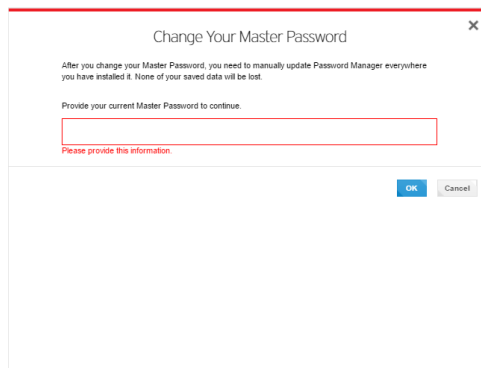 Change Your Master Password
After you change your Master Password, you need to manually update Password Manager everywhere
you have installed it. None of your saved data will be lost.
Provide your current Master Password to continue.
Please provide this information.
OK
Cancel